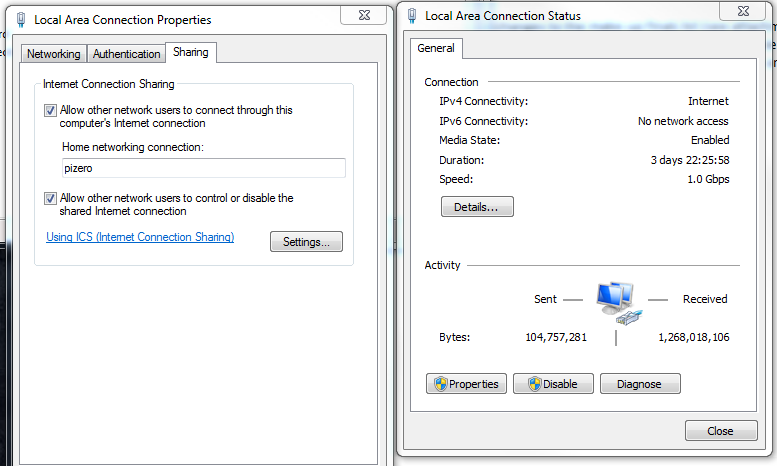 Local Area Connection Properties
Networking
Authentication
Sharing
Internet Connection Sharing
Allow other network users to connect through this
computer's Internet connection
Home networking connection:
pizero
Allow other network users to control or disable the
shared Internet connection
Using ICS (Internet Connection Sharing)
Settings...
Local Area Connection Status
General
Connection
IPv4 Connectivity: Internet
IPv6 Connectivity: No network access
Media State: Enabled
Duration: 3 days 22:25:58
Speed: 1.0 Gbps
Details...
Activity
Sent Received
Bytes: 104,757,281 1,268,018,106
Properties
Disable
Diagnose
Close